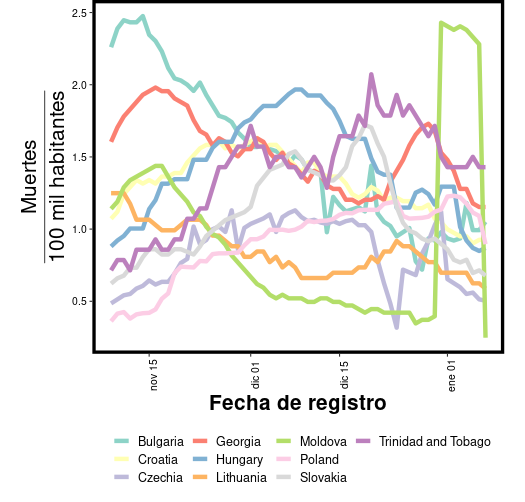 2.5
2.0
1.5
1.0
0.5
Muertes
100 mil habitantes
nov 15
dic 01
dic 15
ene 01
Fecha de registro
Bulgaria
Georgia
Moldova
Trinidad and Tobago
Croatia
Hungary
Poland
Czechia
Lithuania
Slovakia